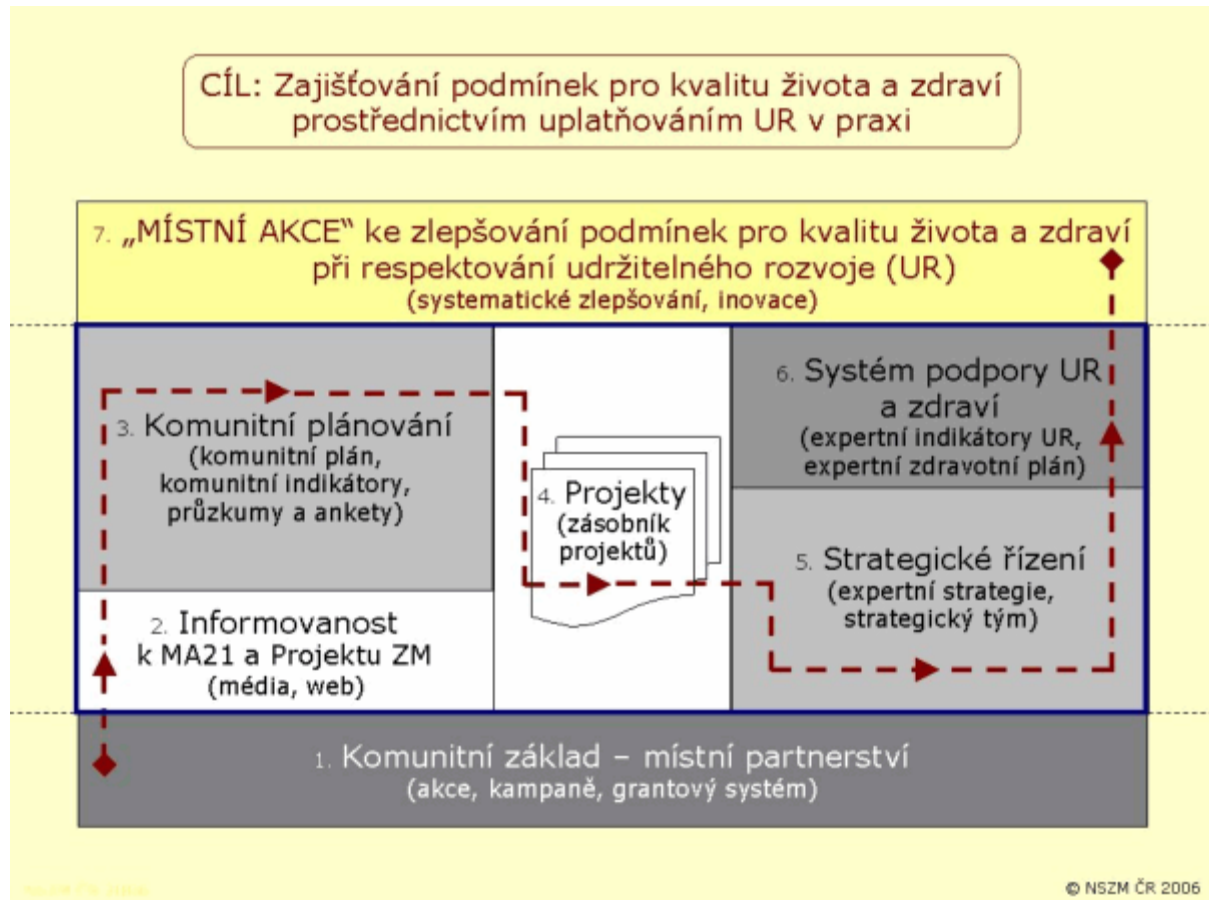 CÍL: Zajišťování podmínek pro kvalitu života a zdraví
prostřednictvím uplatňováním UR v praxi
7. „MÍSTNÍ AKCE“ ke zlepšování podmínek pro kvalitu života a zdraví
při respektování udržitelného rozvoje (UR)
(systematické zlepšování, inovace)
3. Komunitní plánování
(komunitní plán,
komunitní indikátory,
průzkumy a ankety)
2. Informovanost
k MA21 a Projektu ZM
(média, web)
4. Projekty
(zásobník
projektů)
6. Systém podpory UR
a zdraví
(expertní indikátory UR,
expertní zdravotní plán)
5. Strategické řízení
(expertní strategie,
strategický tým)
1. Komunitní základ – místní partnerství
(akce, kampaně, grantový systém)
© NSZM ČR 2006